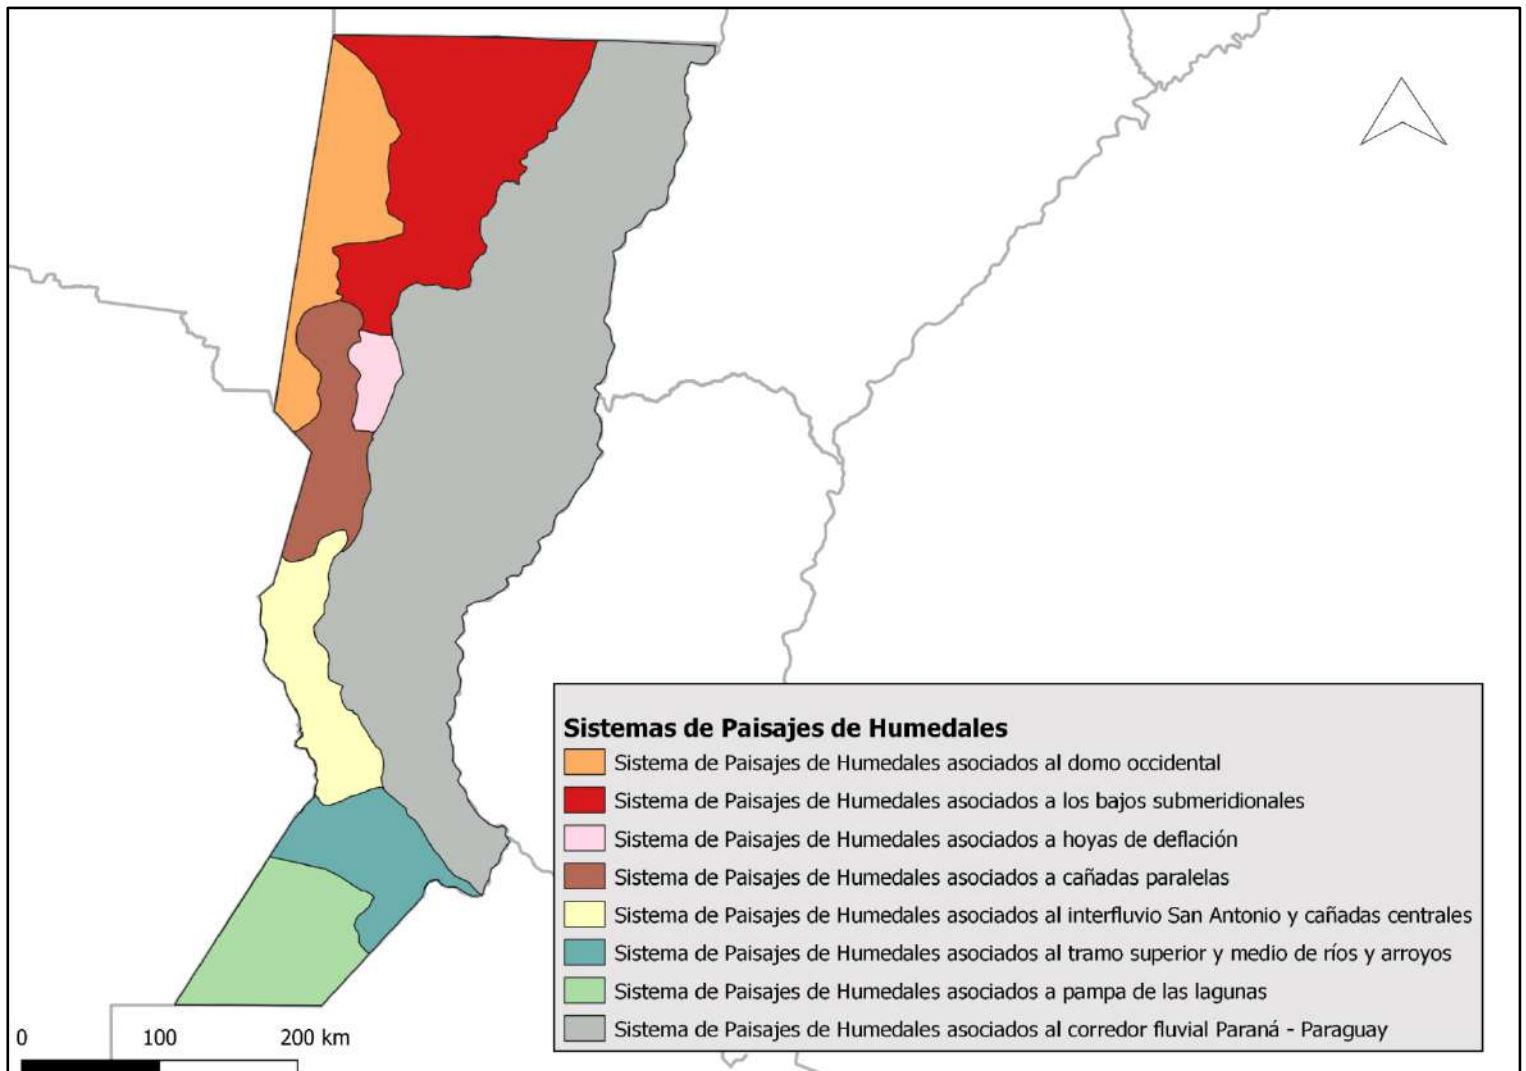 Sistemas de Paisajes de Humedales
Sistema de Paisajes de Humedales asociados al domo occidental
Sistema de Paisajes de Humedales asociados a los bajos submeridionales
Sistema de Paisajes de Humedales asociados a hoyas de deflación
Sistema de Paisajes de Humedales asociados a cañadas paralelas
Sistema de Paisajes de Humedales asociados al interfluvio San Antonio y cañadas centrales
Sistema de Paisajes de Humedales asociados al tramo superior y medio de ríos y arroyos
Sistema de Paisajes de Humedales asociados a pampa de las lagunas
Sistema de Paisajes de Humedales asociados al corredor fluvial Paraná - Paraguay
0 100 200 km